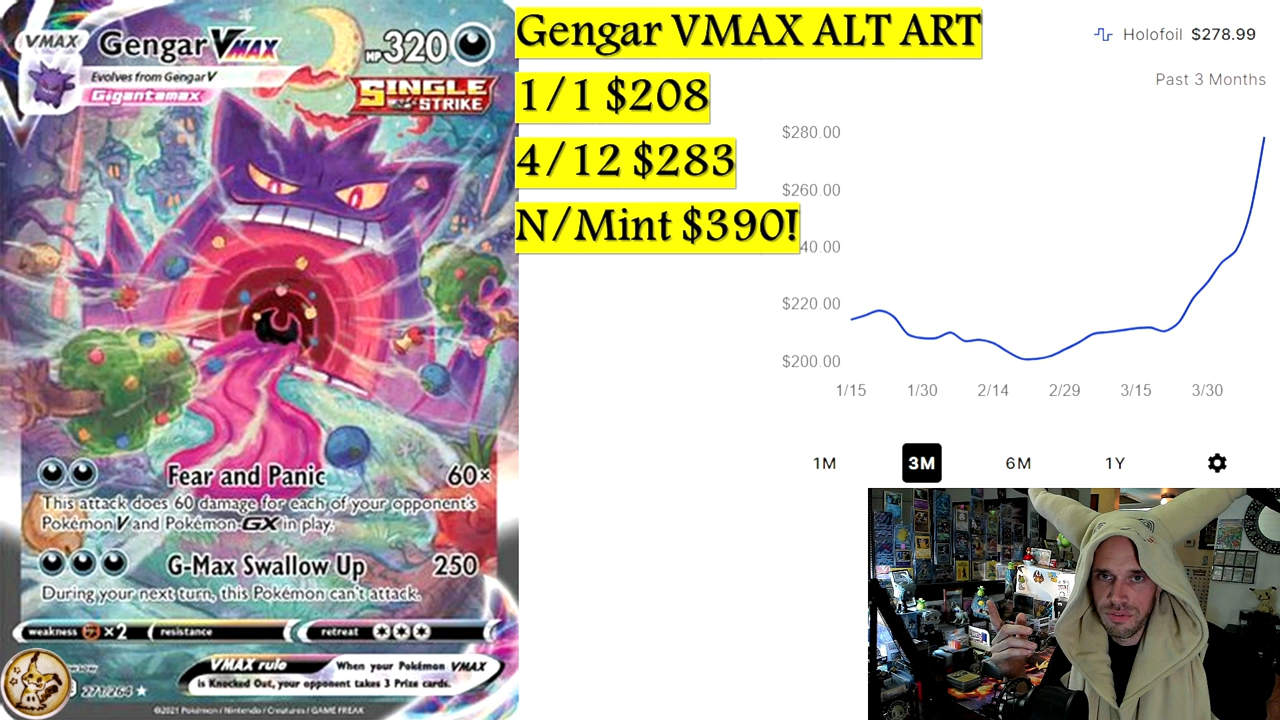 VMAX
Gengar VMAX
HP 320
Evolves from Gengar V
Gigantamax
SINGLE STRIKE
Fear and Panic 60×
This attack does 60 damage for each of your opponent's
Pokémon V and Pokémon-GX in play.
G-Max Swallow Up 250
During your next turn, this Pokémon can't attack.
weakness ×2 resistance retreat
VMAX rule When your Pokémon VMAX
is Knocked Out, your opponent takes 3 Prize cards.
271/264 ★
©2021 Pokémon / Nintendo / Creatures / GAME FREAK
Gengar VMAX ALT ART
1/1 $208
4/12 $283
N/Mint $390!
Holofoil $278.99
Past 3 Months
$280.00
$260.00
40.00
$220.00
$200.00
1/15 1/30 2/14 2/29 3/15 3/30
1M 3M 6M 1Y